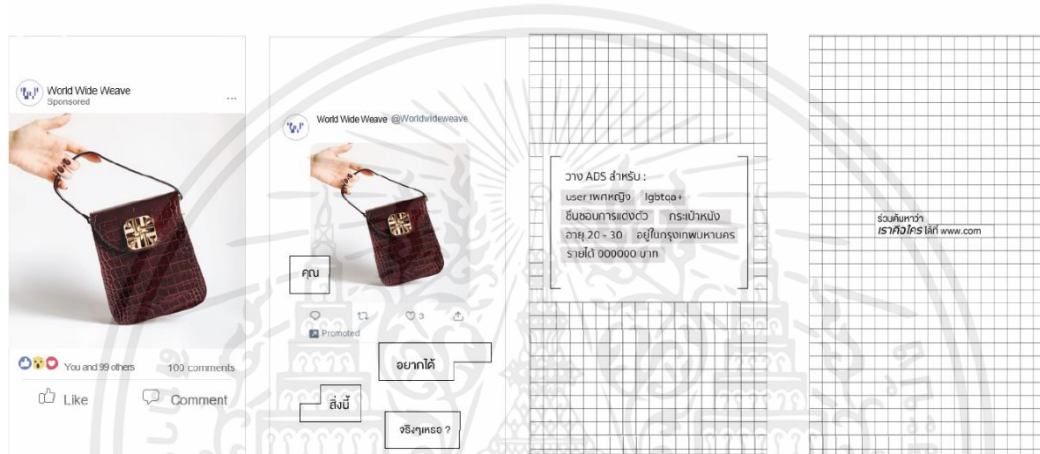 World Wide Weave
Sponsored
You and 99 others
100 comments
Like
Comment
World Wide Weave @Worldwideweave
คุณ
3
Promoted
อยากได้
สิ่งนี้
จริงๆเหรอ ?
วาง ADS สำหรับ :
user เพศหญิง lgbtqa+
ชื่นชอบการแต่งตัว กระเป๋าหนัง
อายุ 20 - 30 อยู่ในกรุงเทพมหานคร
รายได้ 000000 บาท
ร่วมค้นหาว่า
เราคือใคร ได้ที่ www.com